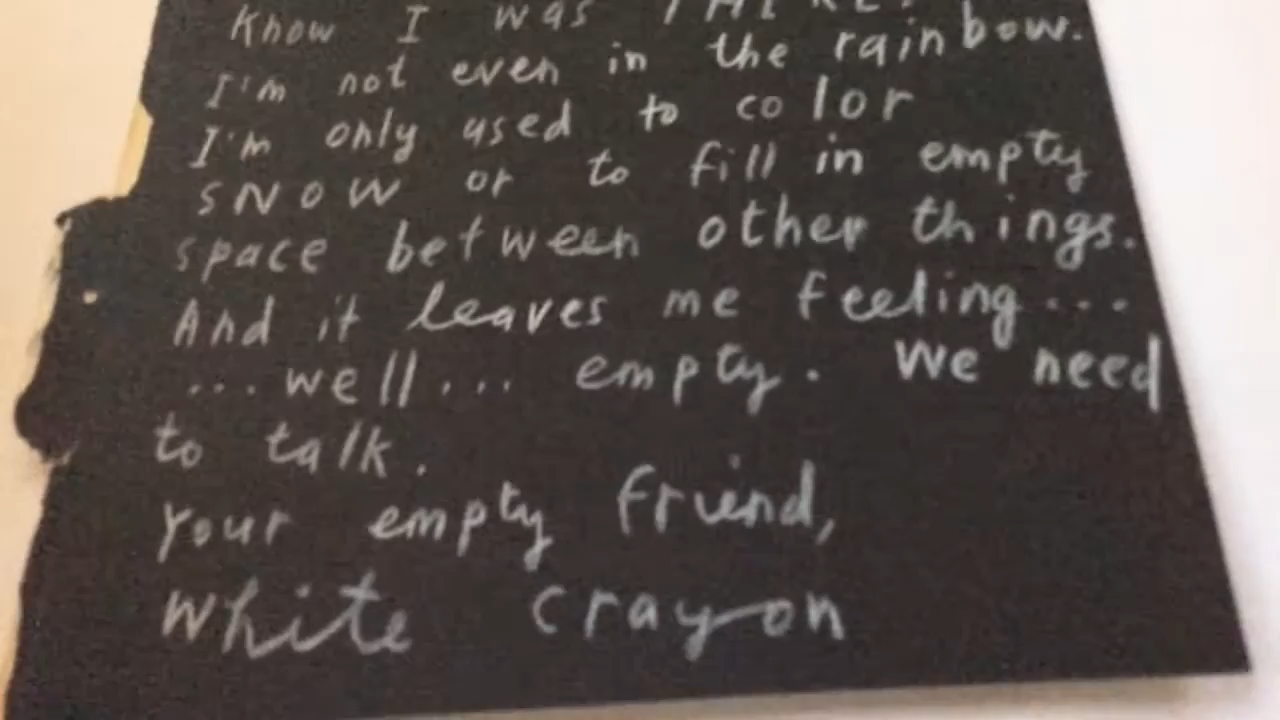 Know I was THERE!
I'm not even in the rainbow.
I'm only used to color
SNOW or to fill in empty
space between other things.
And it leaves me feeling...
...well... empty. We need
to talk.
Your empty friend,
White Crayon